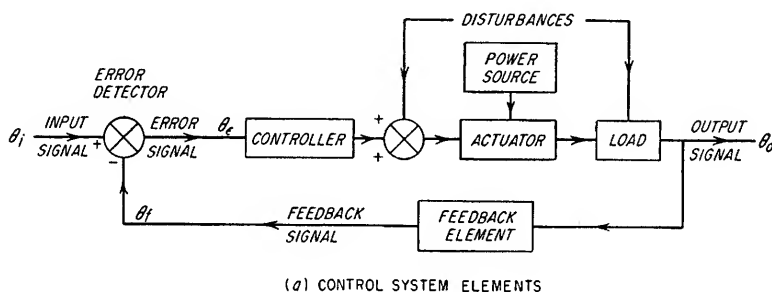 DISTURBANCES
POWER
SOURCE
ERROR
DETECTOR
θi
INPUT
SIGNAL
+
-
ERROR
SIGNAL
θε
CONTROLLER
+
+
ACTUATOR
LOAD
OUTPUT
SIGNAL
θo
θf
FEEDBACK
SIGNAL
FEEDBACK
ELEMENT
(a) CONTROL SYSTEM ELEMENTS